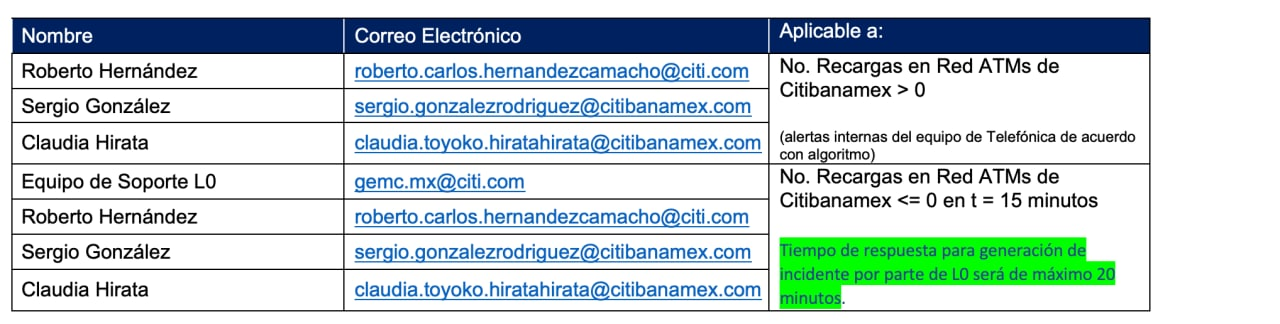 Nombre Correo Electrónico Aplicable a:
Roberto Hernández roberto.carlos.hernandezcamacho@citi.com
Sergio González sergio.gonzalezrodriguez@citibanamex.com
Claudia Hirata claudia.toyoko.hiratahirata@citibanamex.com
No. Recargas en Red ATMs de
Citibanamex > 0
(alertas internas del equipo de Telefónica de acuerdo
con algoritmo)
Equipo de Soporte L0 gemc.mx@citi.com
Roberto Hernández roberto.carlos.hernandezcamacho@citi.com
Sergio González sergio.gonzalezrodriguez@citibanamex.com
Claudia Hirata claudia.toyoko.hiratahirata@citibanamex.com
No. Recargas en Red ATMs de
Citibanamex <= 0 en t = 15 minutos
Tiempo de respuesta para generación de
incidente por parte de L0 será de máximo 20
minutos.